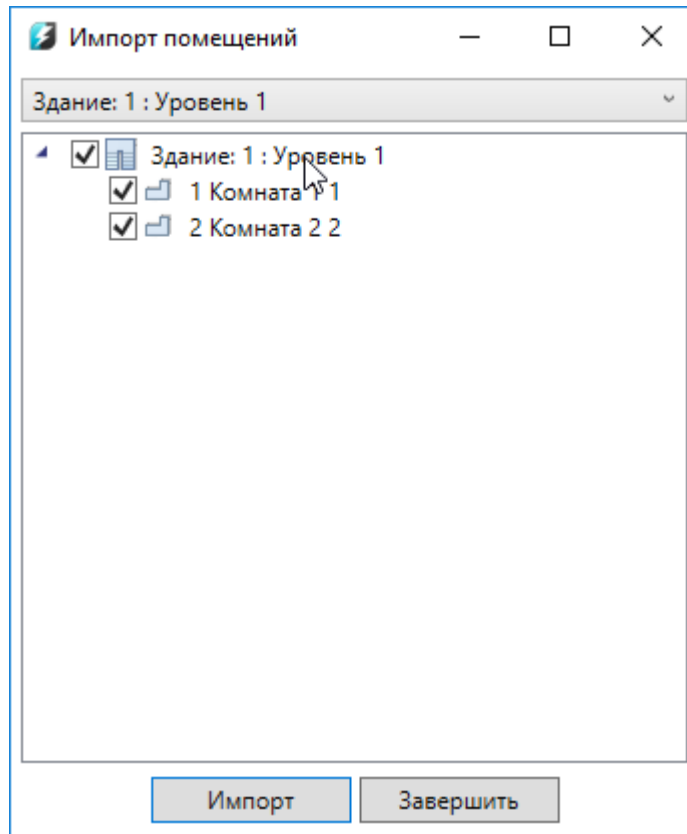 Импорт помещений
Здание: 1 : Уровень 1
Здание: 1 : Уровень 1
1 Комната 1 1
2 Комната 2 2
Импорт
Завершить